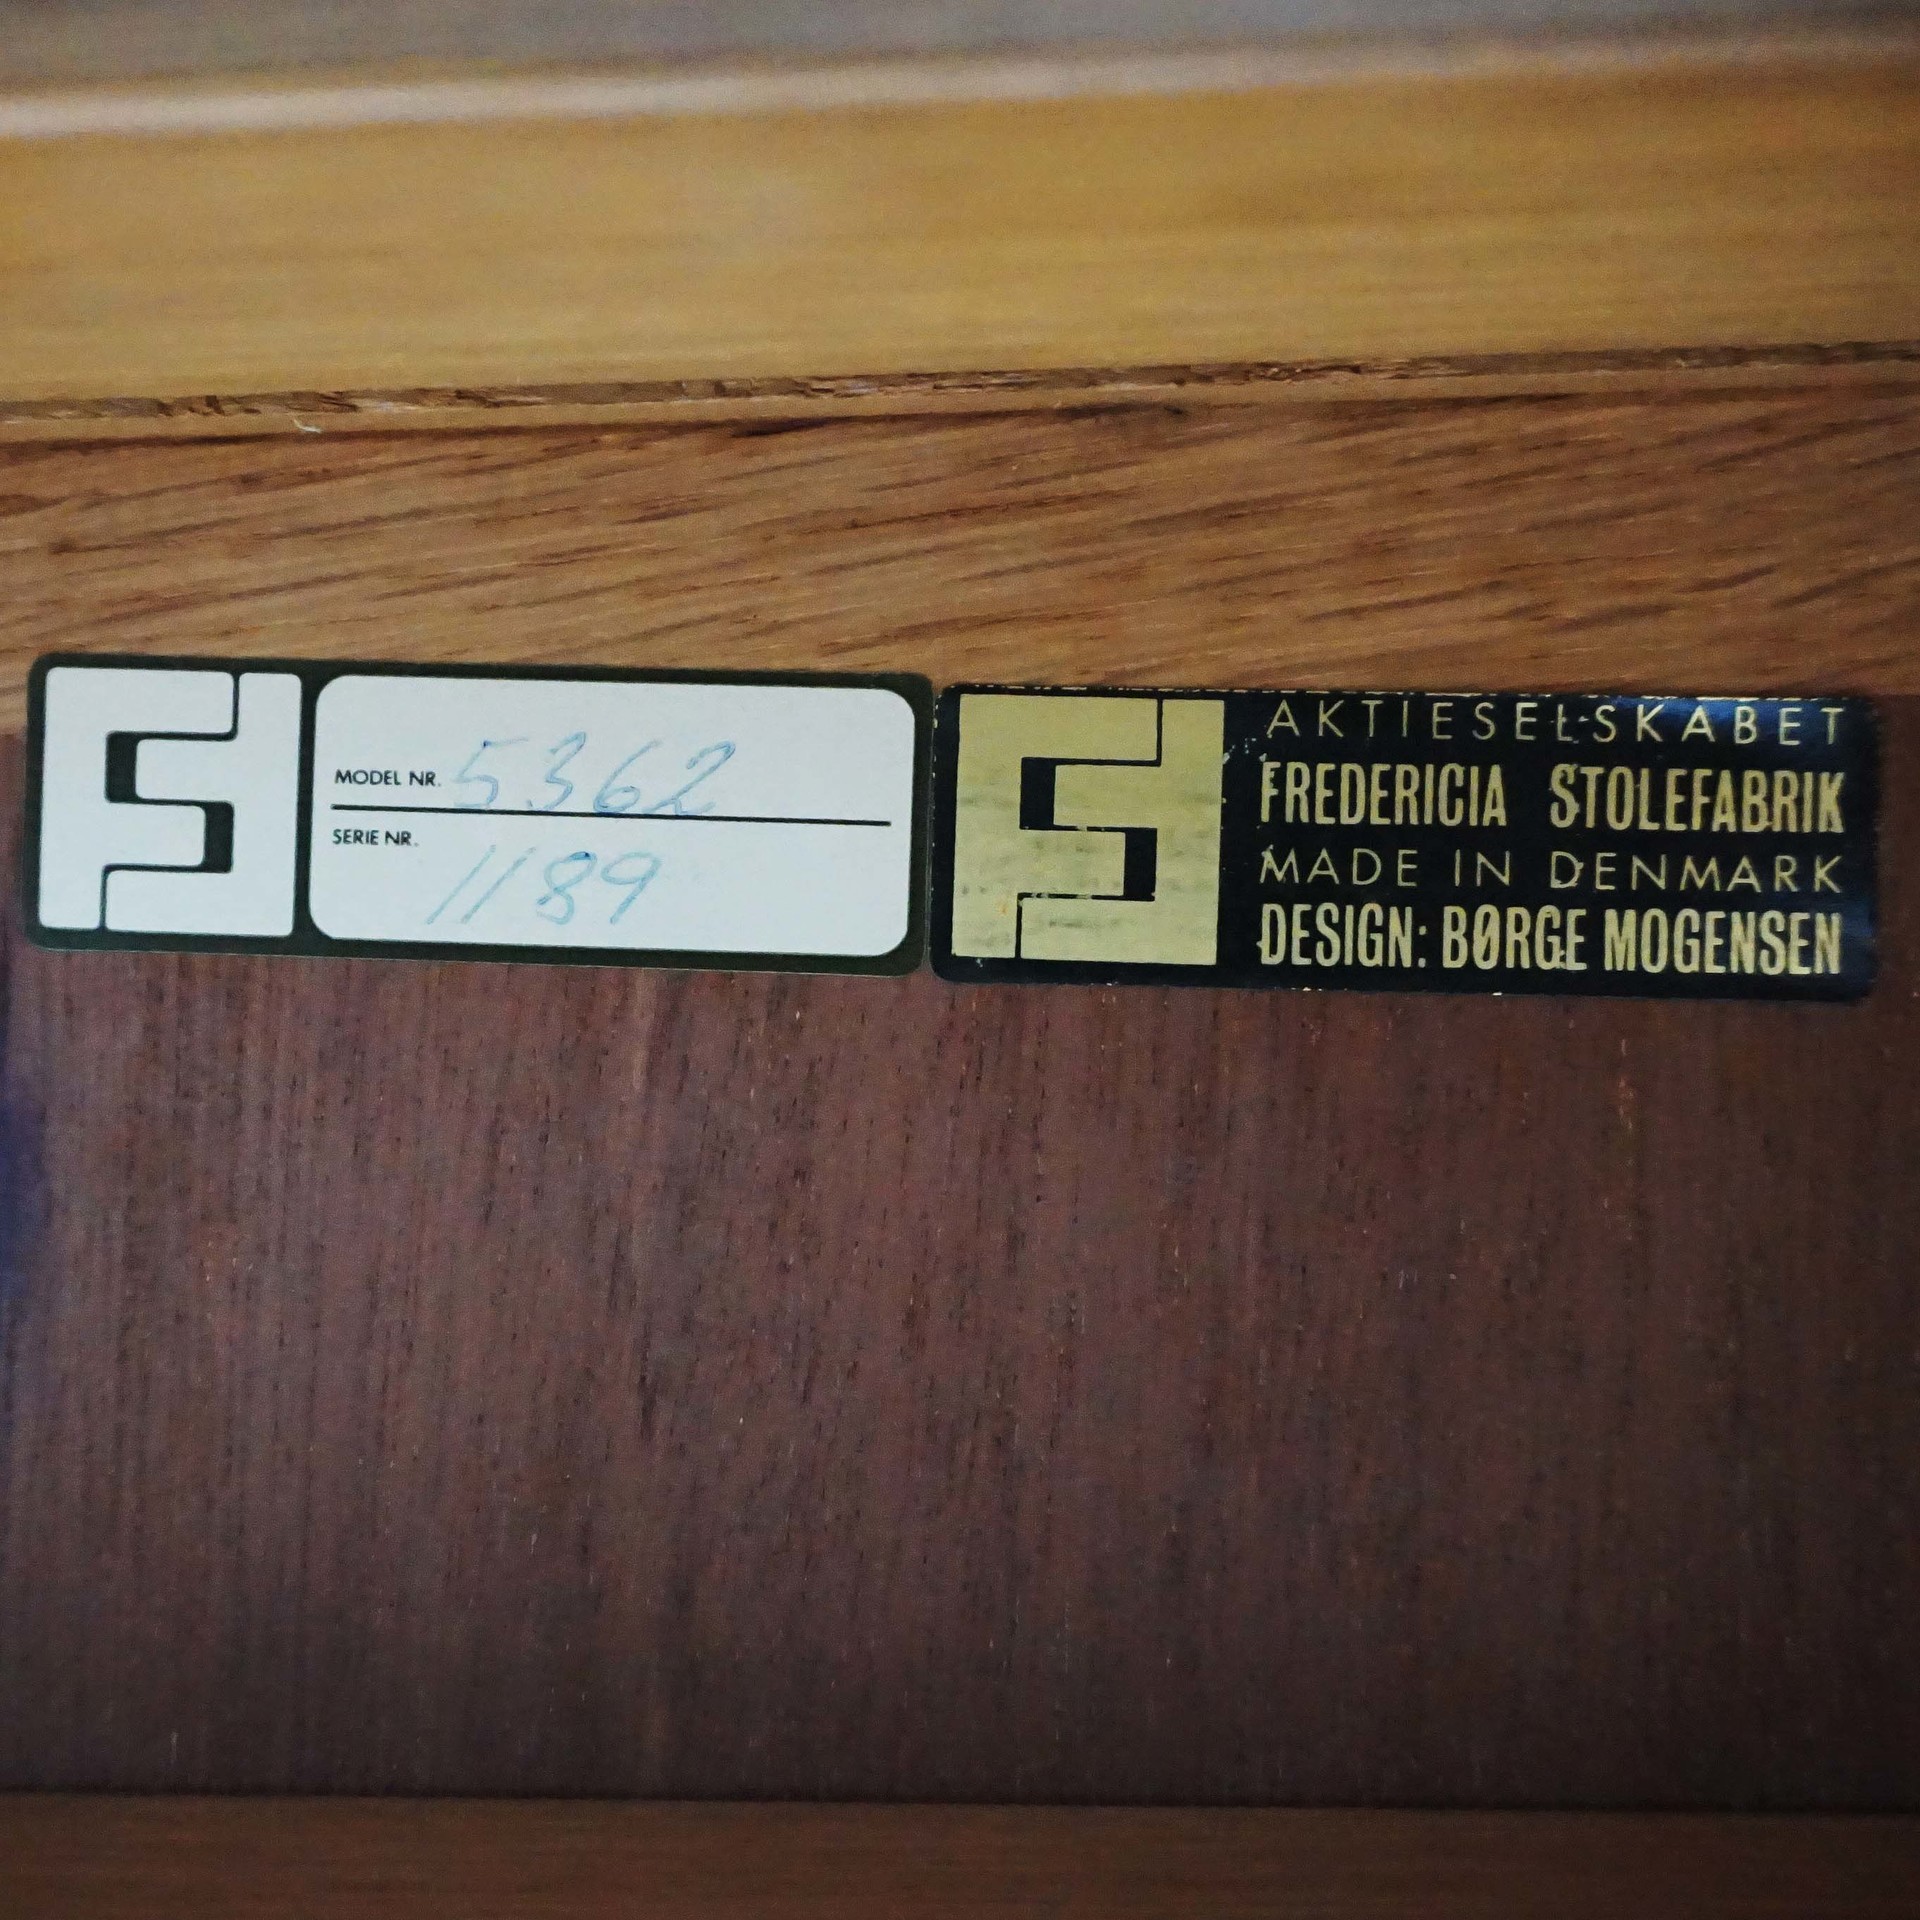 MODEL NR. 5362
SERIE NR. 1189
AKTIESELSKABET
FREDERICIA STOLEFABRIK
MADE IN DENMARK
DESIGN: BØRGE MOGENSEN